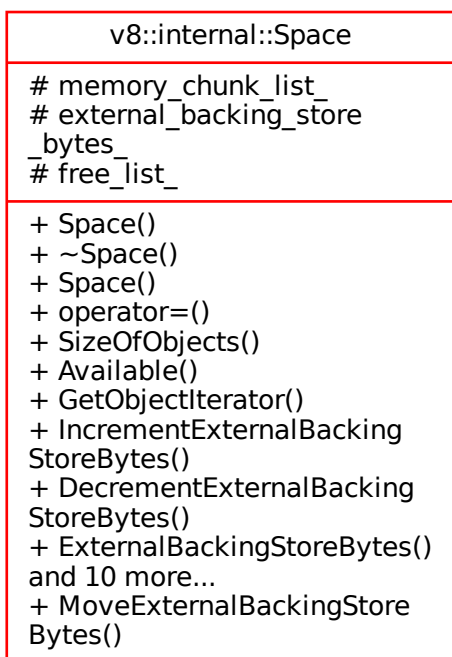 v8::internal::Space
# memory_chunk_list_
# external_backing_store
_bytes_
# free_list_
+ Space()
+ ~Space()
+ Space()
+ operator=()
+ SizeOfObjects()
+ Available()
+ GetObjectIterator()
+ IncrementExternalBacking
StoreBytes()
+ DecrementExternalBacking
StoreBytes()
+ ExternalBackingStoreBytes()
and 10 more...
+ MoveExternalBackingStore
Bytes()